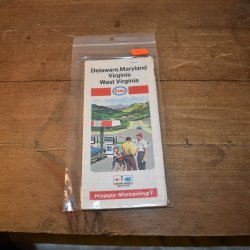 Delaware, Maryland
Virginia
West Virginia
Esso
Happy Motoring!